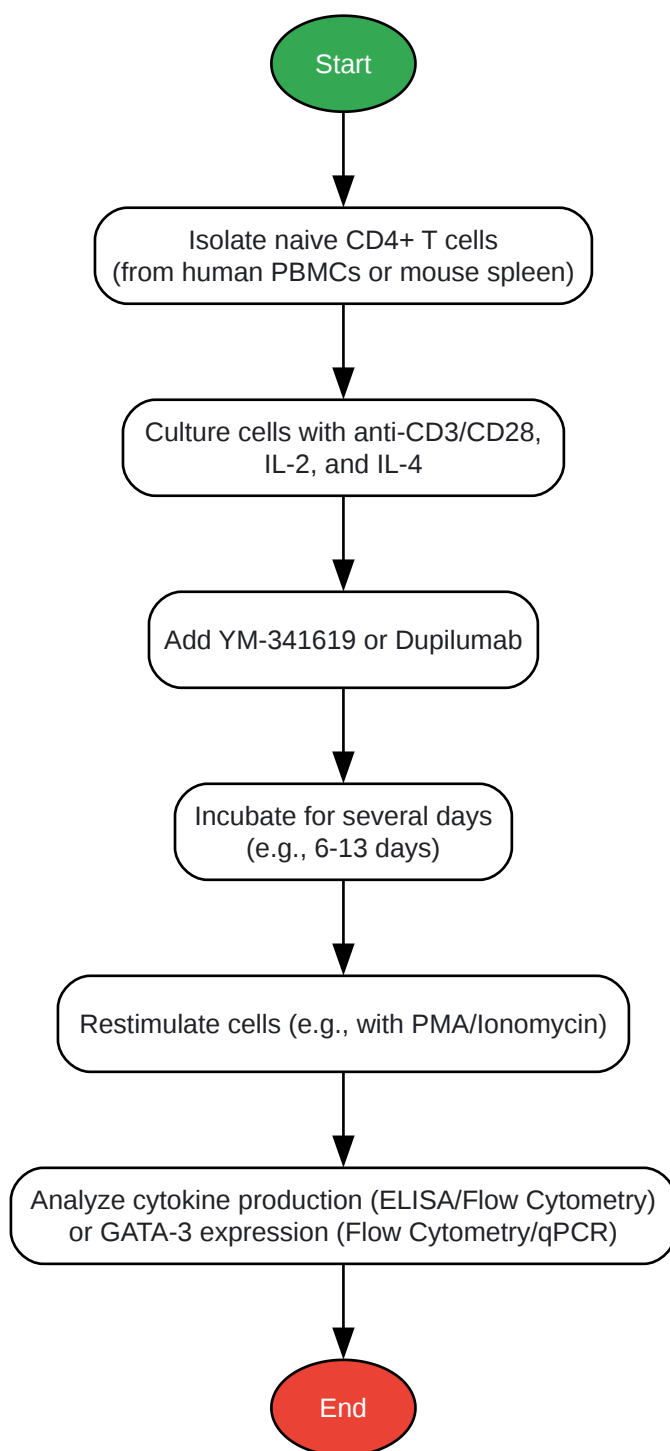 Start
Isolate naive CD4+ T cells
(from human PBMCs or mouse spleen)
Culture cells with anti-CD3/CD28,
IL-2, and IL-4
Add YM-341619 or Dupilumab
Incubate for several days
(e.g., 6-13 days)
Restimulate cells (e.g., with PMA/Ionomycin)
Analyze cytokine production (ELISA/Flow Cytometry)
or GATA-3 expression (Flow Cytometry/qPCR)
End